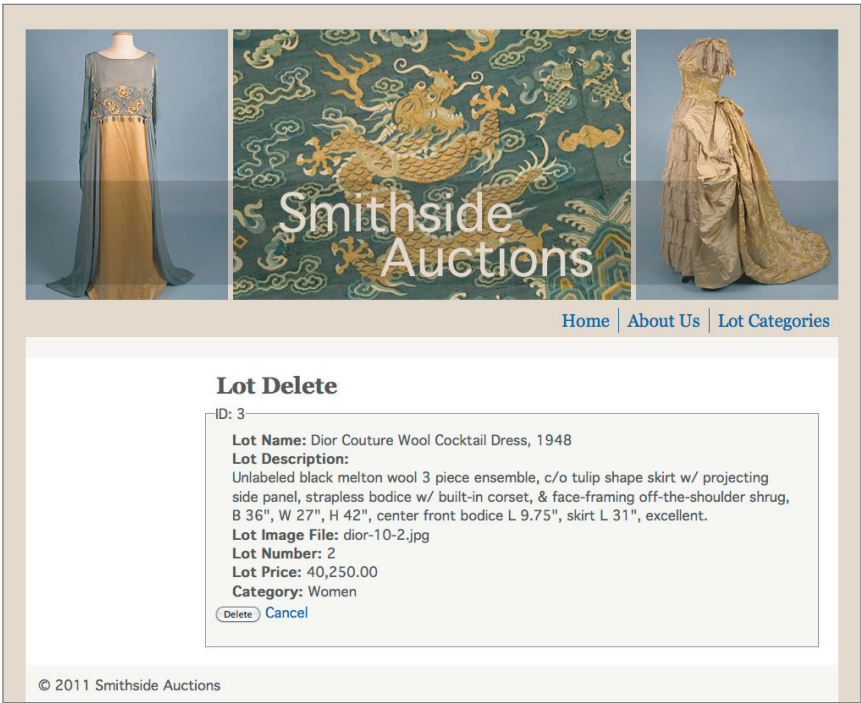 Smithside
Auctions
Home | About Us | Lot Categories
Lot Delete
ID: 3
Lot Name: Dior Couture Wool Cocktail Dress, 1948
Lot Description:
Unlabeled black melton wool 3 piece ensemble, c/o tulip shape skirt w/ projecting
side panel, strapless bodice w/ built-in corset, & face-framing off-the-shoulder shrug,
B 36", W 27", H 42", center front bodice L 9.75", skirt L 31", excellent.
Lot Image File: dior-10-2.jpg
Lot Number: 2
Lot Price: 40,250.00
Category: Women
Delete Cancel
© 2011 Smithside Auctions